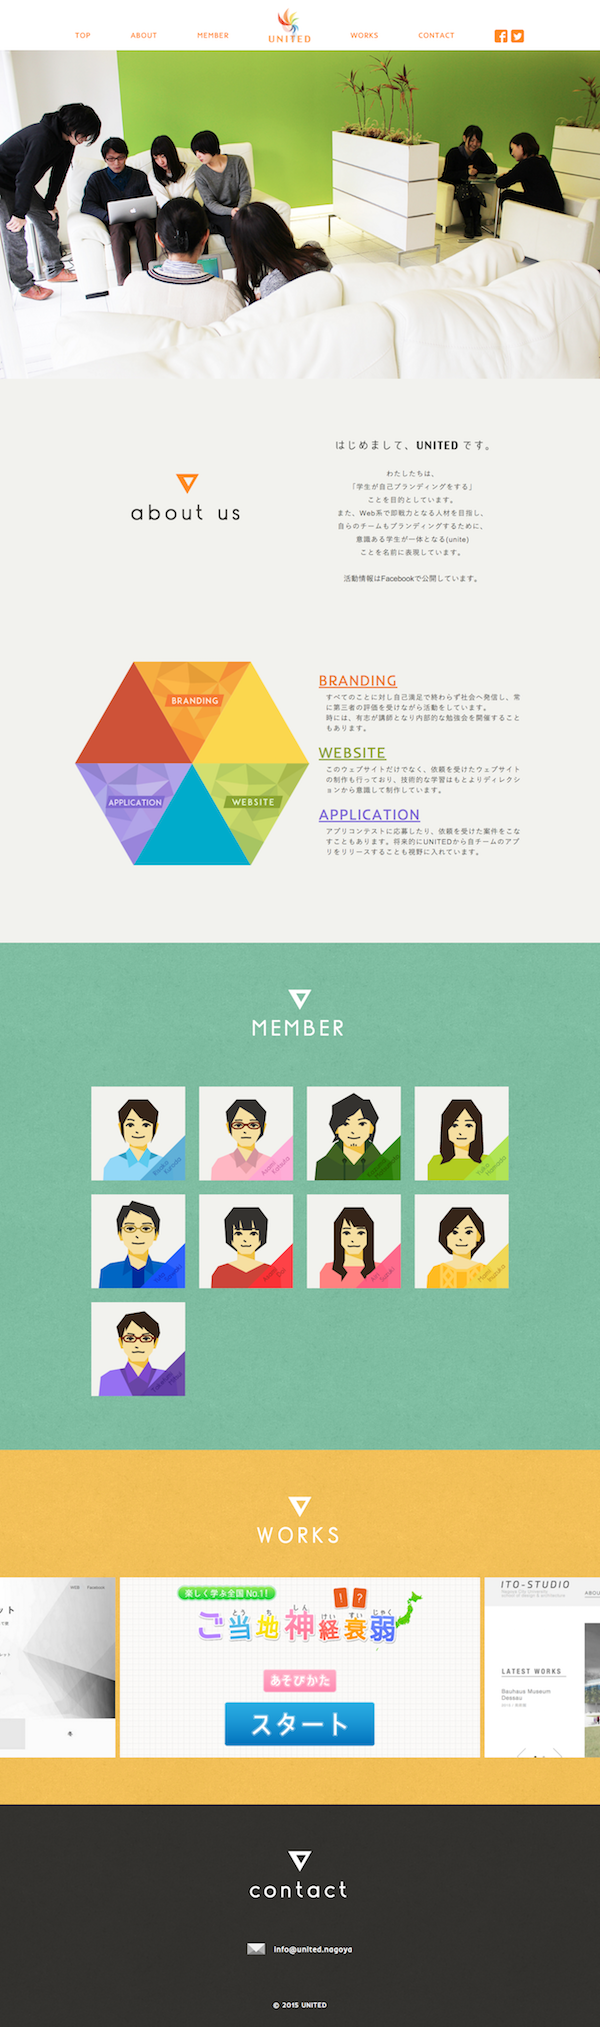 TOP ABOUT MEMBER UNITED WORKS CONTACT
はじめまして、UNITED です。
about us
わたしたちは、
「学生が自己ブランディングをする」
ことを目的としています。
また、Web系で即戦力となる人材を目指し、
自らのチームもブランディングするために、
意識ある学生が一体となる(unite)
ことを名前に表現しています。
活動情報はFacebookで公開しています。
BRANDING
APPLICATION
WEBSITE
BRANDING
すべてのことに対し自己満足で終わらず社会へ発信し、常
に第三者の評価を受けながら活動をしています。
時には、有志が講師となり内部的な勉強会を開催すること
もあります。
WEBSITE
このウェブサイトだけでなく、依頼を受けたウェブサイト
の制作も行っており、技術的な学習はもとよりディレクシ
ョンから意識して制作しています。
APPLICATION
アプリコンテストに応募したり、依頼を受けた案件をこな
すこともあります。将来的にUNITEDから自チームのアプ
リをリリースすることも視野に入れています。
MEMBER
WORKS
WEB Facebook
ット
冬
楽しく学ぶ全国 No.1!
!?
とう ち しん けい すい じゃく
ご当地神経衰弱
あそびかた
スタート
ITO-STUDIO
ABOU
LATEST WORKS
Bauhaus Museum
Dessau
contact
info@united.nagoya
© 2015 UNITED